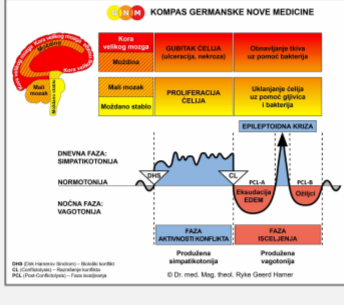 GNM KOMPAS GERMANSKE NOVE MEDICINE
Kora velikog mozga
Moždina
Kora velikog mozga
Mali mozak
Moždano stablo
Kora
velikog mozga
Moždina
GUBITAK ĆELIJA
(ulceracija, nekroza)
Obnavljanje tkiva
uz pomoć bakterija
Mali mozak
Moždano stablo
PROLIFERACIJA
ĆELIJA
Uklanjanje ćelija
uz pomoć gljivica
i bakterija
EPILEPTOIDNA KRIZA
DNEVNA FAZA:
SIMPATIKOTONIJA
DHS
CL
PCL-A
PCL-B
NORMOTONIJA
Eksudacija
EDEM
Ožiljci
NOĆNA FAZA:
VAGOTONIJA
FAZA
AKTIVNOSTI KONFLIKTA
FAZA
ISCELJENJA
Produžena
simpatikotonija
Produžena
vagotonija
DHS (Dirk Hamerov Sindrom) - Biološki konflikt
CL (Conflictolysis) - Razrešenje konflikta
PCL (Post-Conflictolysis) - Faza isceljenja
© Dr. med. Mag. theol. Ryke Geerd Hamer